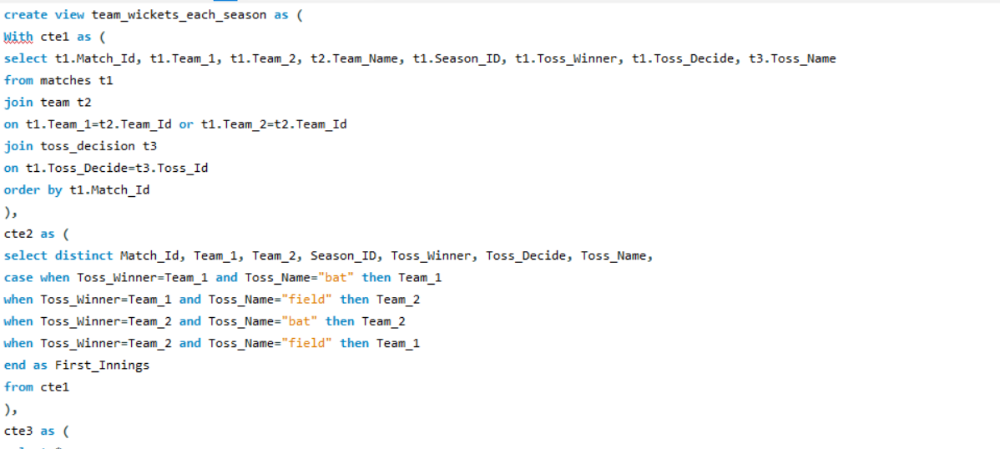 create view team_wickets_each_season as (
With cte1 as (
select t1.Match_Id, t1.Team_1, t1.Team_2, t2.Team_Name, t1.Season_ID, t1.Toss_Winner, t1.Toss_Decide, t3.Toss_Name
from matches t1
join team t2
on t1.Team_1=t2.Team_Id or t1.Team_2=t2.Team_Id
join toss_decision t3
on t1.Toss_Decide=t3.Toss_Id
order by t1.Match_Id
),
cte2 as (
select distinct Match_Id, Team_1, Team_2, Season_ID, Toss_Winner, Toss_Decide, Toss_Name,
case when Toss_Winner=Team_1 and Toss_Name="bat" then Team_1
when Toss_Winner=Team_1 and Toss_Name="field" then Team_2
when Toss_Winner=Team_2 and Toss_Name="bat" then Team_2
when Toss_Winner=Team_2 and Toss_Name="field" then Team_1
end as First_Innings
from cte1
),
cte3 as (